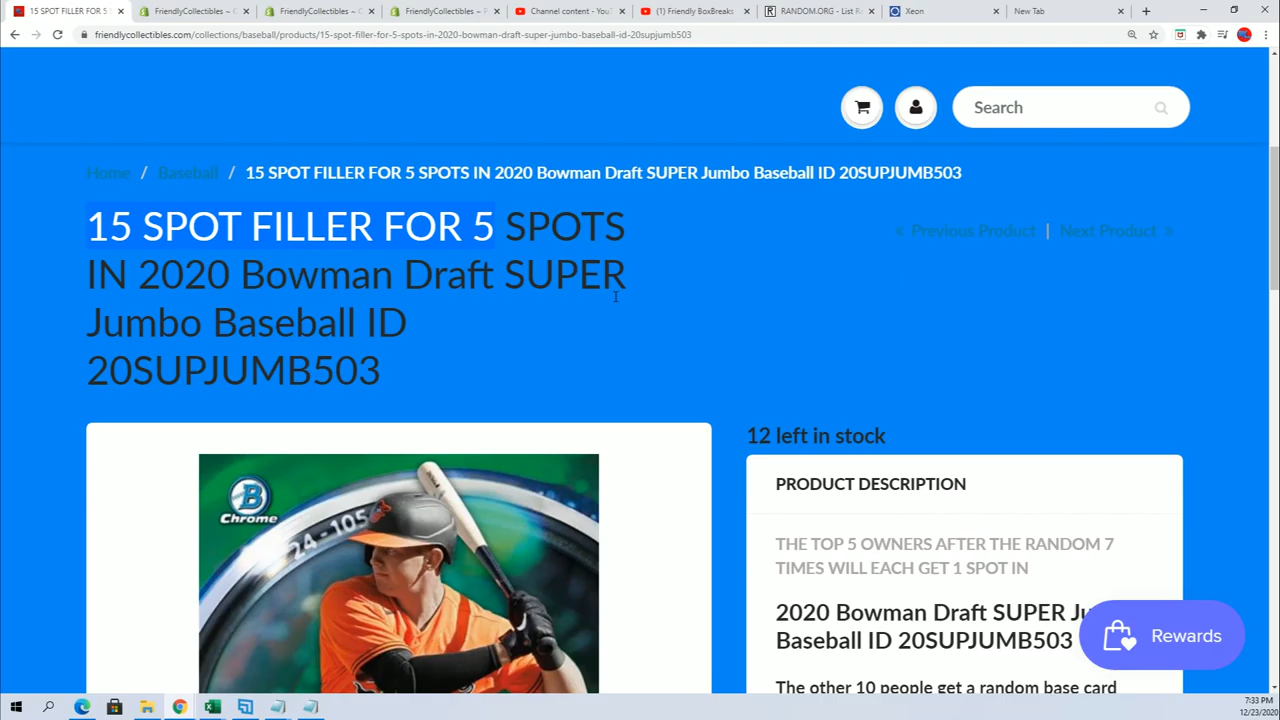 15 SPOT FILLER FOR 5 S
FriendlyCollectibles ~ C
FriendlyCollectibles ~ C
FriendlyCollectibles ~ P
Channel content - You
(1) Friendly BoxBreaks
RANDOM.ORG - List R
Xeon
New Tab
friendlycollectibles.com/collections/baseball/products/15-spot-filler-for-5-spots-in-2020-bowman-draft-super-jumbo-baseball-id-20supjumb503
Search
Home / Baseball / 15 SPOT FILLER FOR 5 SPOTS IN 2020 Bowman Draft SUPER Jumbo Baseball ID 20SUPJUMB503
15 SPOT FILLER FOR 5 SPOTS
IN 2020 Bowman Draft SUPER
Jumbo Baseball ID
20SUPJUMB503
« Previous Product | Next Product »
12 left in stock
PRODUCT DESCRIPTION
THE TOP 5 OWNERS AFTER THE RANDOM 7
TIMES WILL EACH GET 1 SPOT IN
2020 Bowman Draft SUPER Ju
Baseball ID 20SUPJUMB503
The other 10 people get a random base card
Rewards
B
Chrome
24-105
7:33 PM
12/23/2020